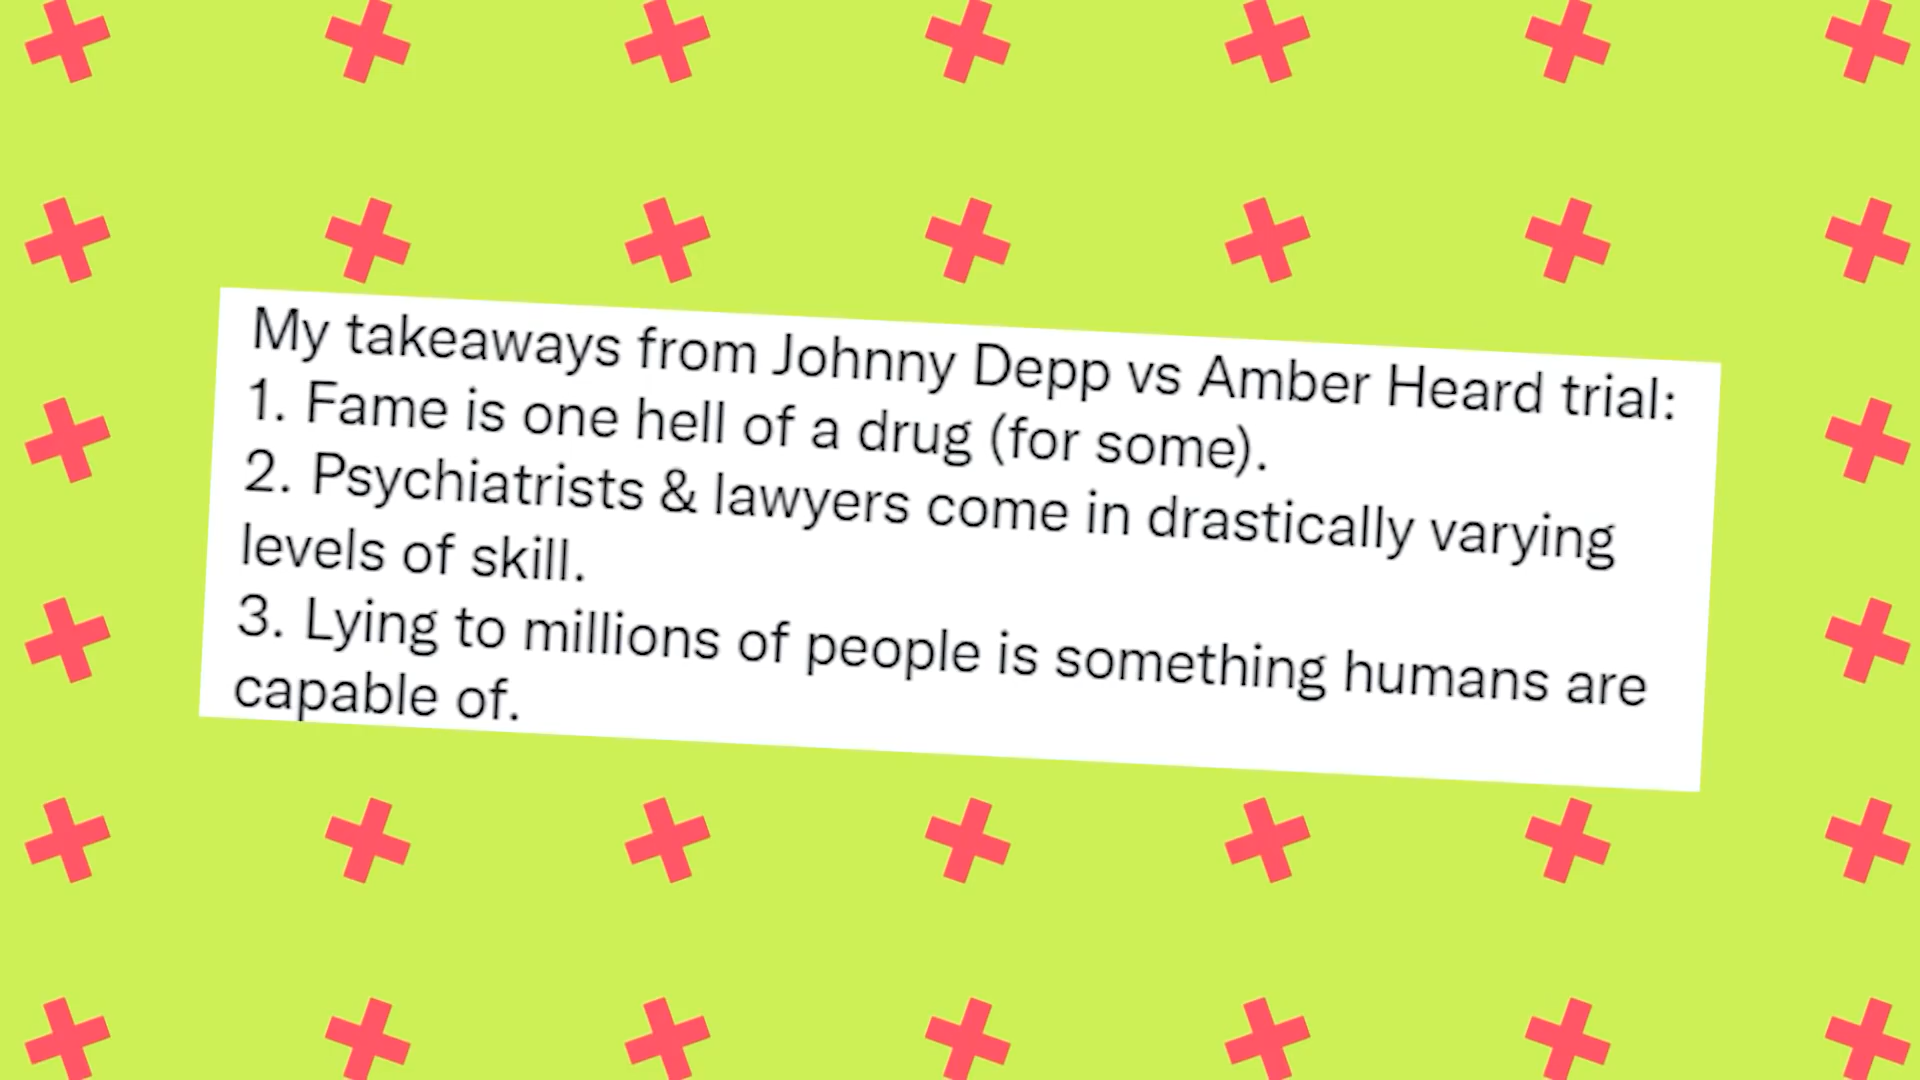 My takeaways from Johnny Depp vs Amber Heard trial:
1. Fame is one hell of a drug (for some).
2. Psychiatrists & lawyers come in drastically varying
levels of skill.
3. Lying to millions of people is something humans are
capable of.